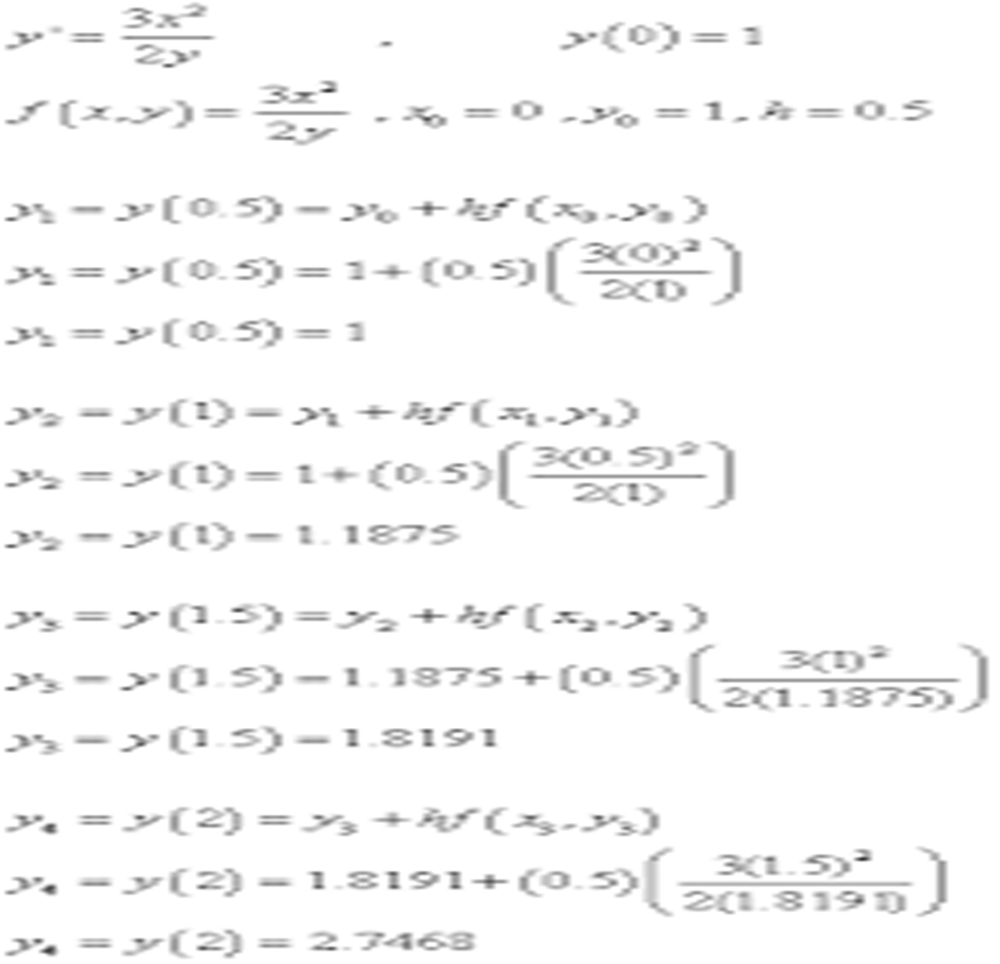 y' = 3x²/2y , y(0) = 1
f(x,y) = 3x²/2y , x₀ = 0 , y₀ = 1, h = 0.5
y₁ = y(0.5) = y₀ + hf(x₀,y₀)
y₁ = y(0.5) = 1 + (0.5)(3(0)²/2(1))
y₁ = y(0.5) = 1
y₂ = y(1) = y₁ + hf(x₁,y₁)
y₂ = y(1) = 1 + (0.5)(3(0.5)²/2(1))
y₂ = y(1) = 1.1875
y₃ = y(1.5) = y₂ + hf(x₂,y₂)
y₃ = y(1.5) = 1.1875 + (0.5)(3(1)²/2(1.1875))
y₃ = y(1.5) = 1.8191
y₄ = y(2) = y₃ + hf(x₃,y₃)
y₄ = y(2) = 1.8191 + (0.5)(3(1.5)²/2(1.8191))
y₄ = y(2) = 2.7468